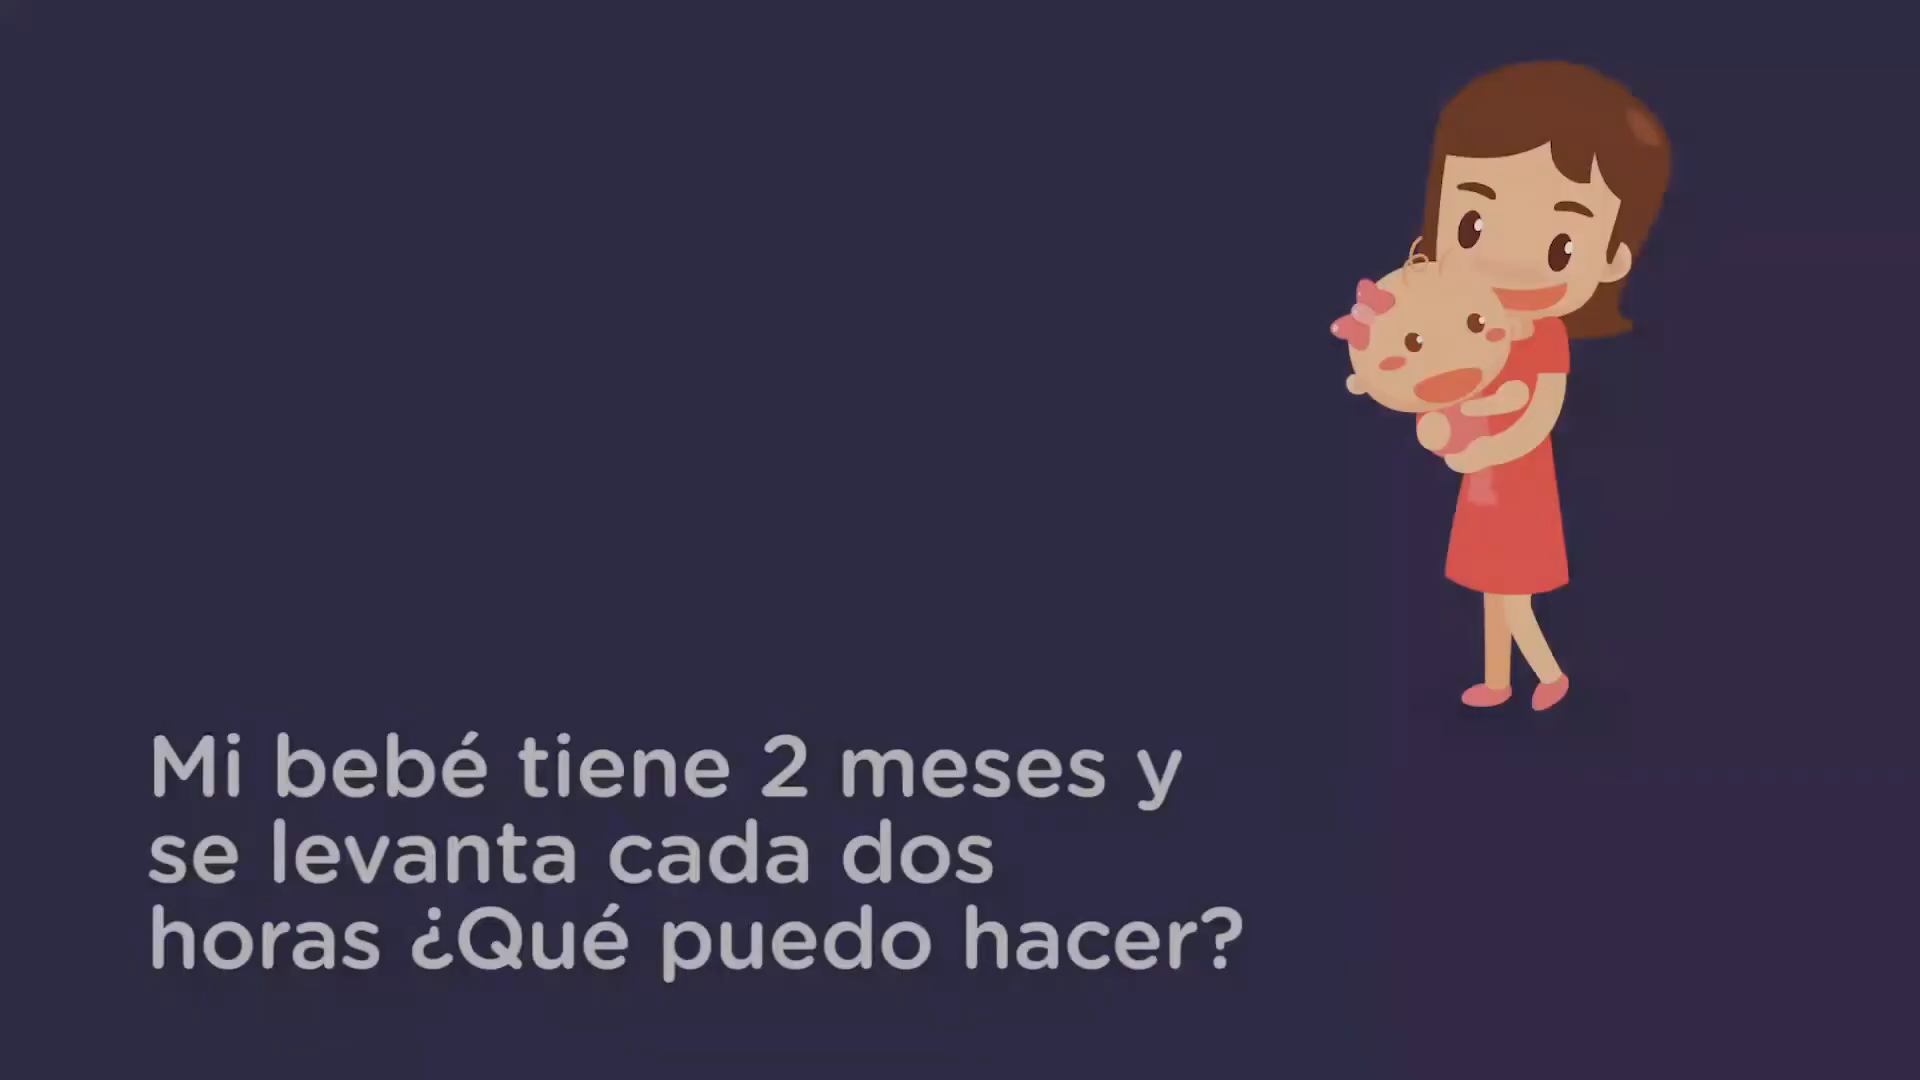 Mi bebé tiene 2 meses y
se levanta cada dos
horas ¿Qué puedo hacer?